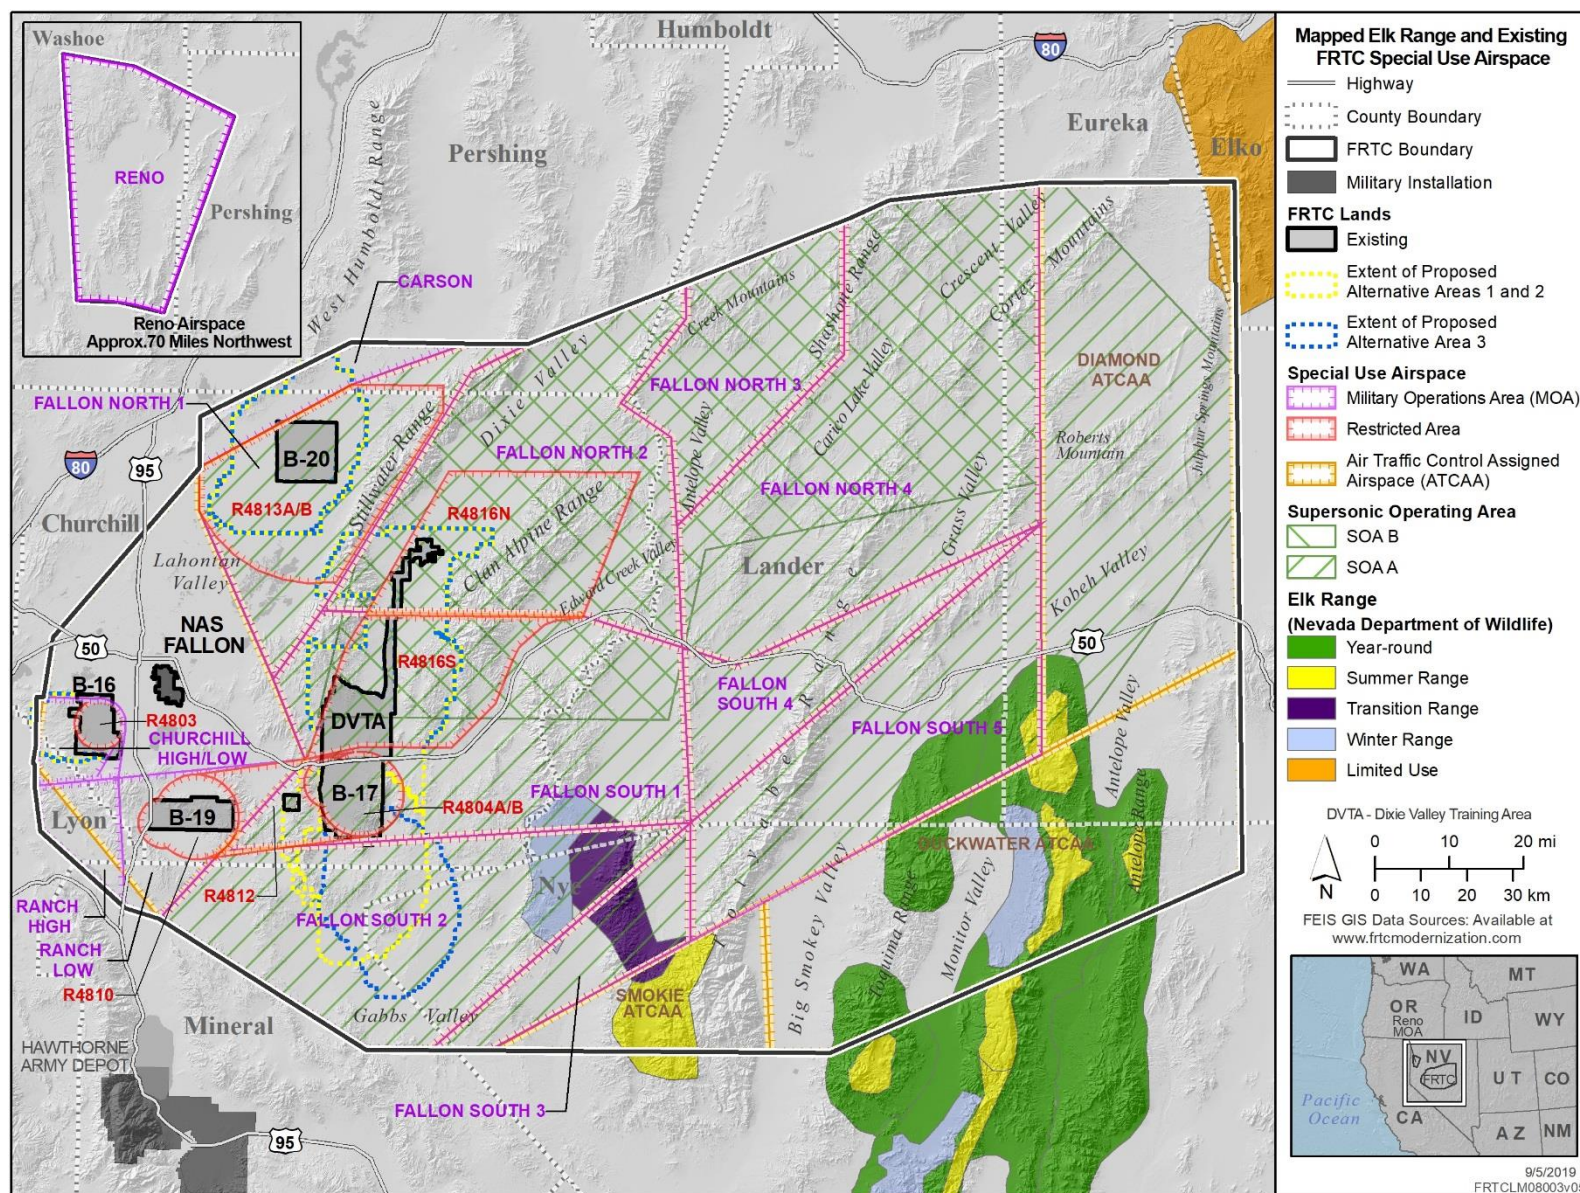 Washoe
RENO
Pershing
Reno Airspace
Approx.70 Miles Northwest
Humboldt
80
Eureka
Elko
Pershing
West Humboldt Range
CARSON
FALLON NORTH 1
80
95
B-20
R4813A/B
Churchill
Lahontan
Valley
Stillwater Range
Dixie Valley
FALLON NORTH 2
R4816N
Clan Alpine Range
Edward Creek Valley
Creek Mountains
FALLON NORTH 3
Antelope Valley
Shoshone Range
Carico Lake Valley
Crescent Valley
Cortez Mountains
FALLON NORTH 4
Grass Valley
DIAMOND
ATCAA
Roberts
Mountain
Julphur Springs Mountains
Lander
Kobeh Valley
NAS
FALLON
50
50
B-16
R4803
CHURCHILL
HIGH/LOW
R4816S
DVTA
FALLON
SOUTH 4
Toiyabe Range
FALLON SOUTH 5
Antelope Valley
Antelope Range
Lyon
B-19
B-17
R4804A/B
FALLON SOUTH 1
DUCKWATER ATCAA
R4812
RANCH
HIGH
RANCH
LOW
R4810
FALLON SOUTH 2
Nye
Big Smokey Valley
Toquima Range
Monitor Valley
SMOKIE
ATCAA
Gabbs Valley
Mineral
HAWTHORNE
ARMY DEPOT
FALLON SOUTH 3
95
Mapped Elk Range and Existing
FRTC Special Use Airspace
Highway
County Boundary
FRTC Boundary
Military Installation
FRTC Lands
Existing
Extent of Proposed
Alternative Areas 1 and 2
Extent of Proposed
Alternative Area 3
Special Use Airspace
Military Operations Area (MOA)
Restricted Area
Air Traffic Control Assigned
Airspace (ATCAA)
Supersonic Operating Area
SOA B
SOA A
Elk Range
(Nevada Department of Wildlife)
Year-round
Summer Range
Transition Range
Winter Range
Limited Use
DVTA - Dixie Valley Training Area
N
0 10 20 mi
0 10 20 30 km
FEIS GIS Data Sources: Available at
www.frtcmodernization.com
WA
MT
OR
Reno
MOA
ID
WY
NV
FRTC
UT
CO
Pacific
Ocean
CA
AZ
NM
9/5/2019
FRTCLM08003v05